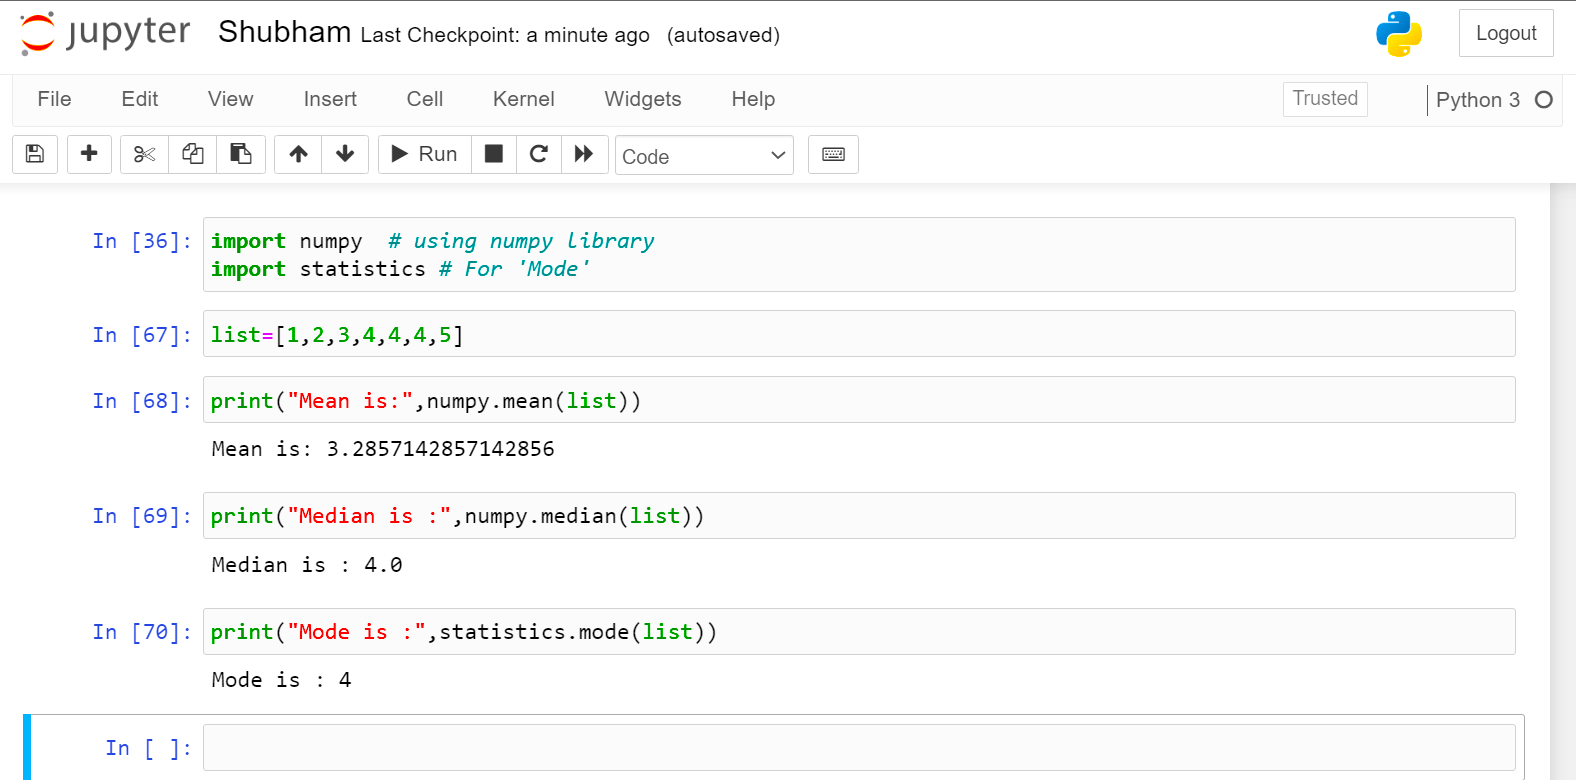 jupyter Shubham Last Checkpoint: a minute ago (autosaved) Logout
File Edit View Insert Cell Kernel Widgets Help Trusted Python 3
Run Code
In [36]: import numpy  # using numpy library
import statistics # For 'Mode'
In [67]: list=[1,2,3,4,4,4,5]
In [68]: print("Mean is:",numpy.mean(list))
Mean is: 3.2857142857142856
In [69]: print("Median is :",numpy.median(list))
Median is : 4.0
In [70]: print("Mode is :",statistics.mode(list))
Mode is : 4
In [ ]: